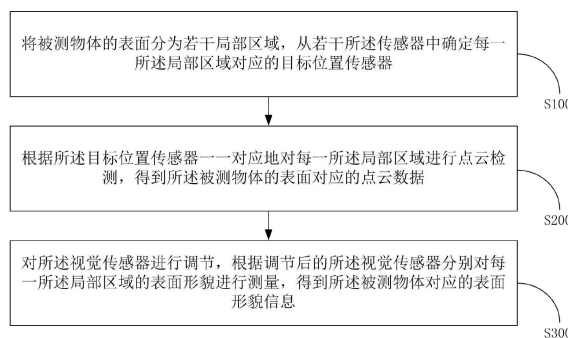 将被测物体的表面分为若干局部区域，从若干所述传感器中确定每一
所述局部区域对应的目标位置传感器
S100
根据所述目标位置传感器一一对应地对每一所述局部区域进行点云检
测，得到所述被测物体的表面对应的点云数据
S200
对所述视觉传感器进行调节，根据调节后的所述视觉传感器分别对每
一所述局部区域的表面形貌进行测量，得到所述被测物体对应的表面
形貌信息
S300